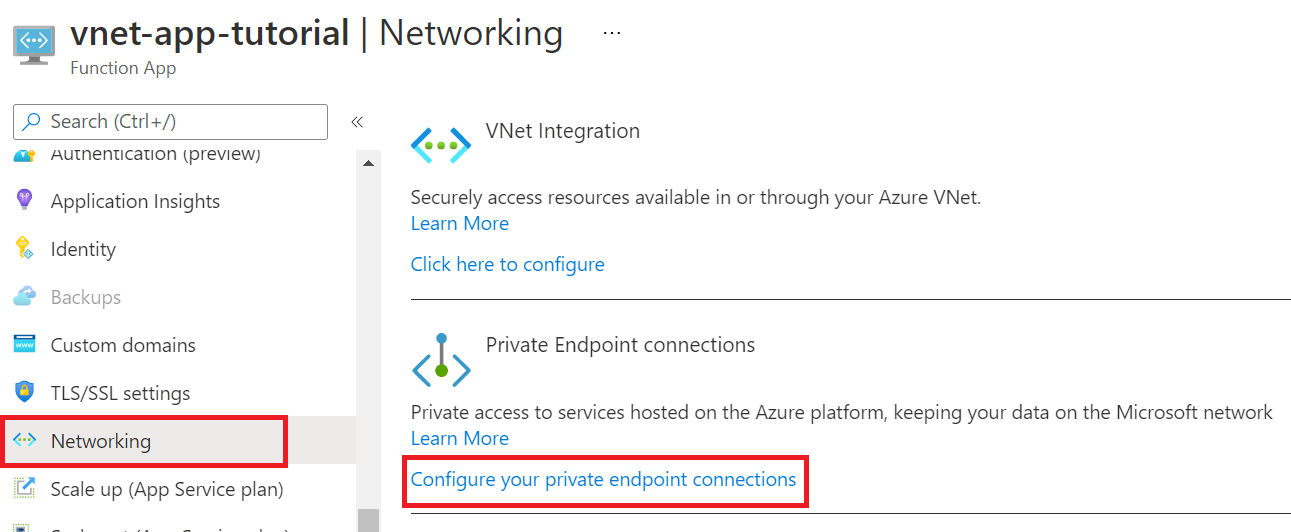 vnet-app-tutorial | Networking ...
Function App
Search (Ctrl+/)
«
Authentication (preview)
Application Insights
Identity
Backups
Custom domains
TLS/SSL settings
Networking
Scale up (App Service plan)
VNet Integration
Securely access resources available in or through your Azure VNet.
Learn More
Click here to configure
Private Endpoint connections
Private access to services hosted on the Azure platform, keeping your data on the Microsoft network
Learn More
Configure your private endpoint connections